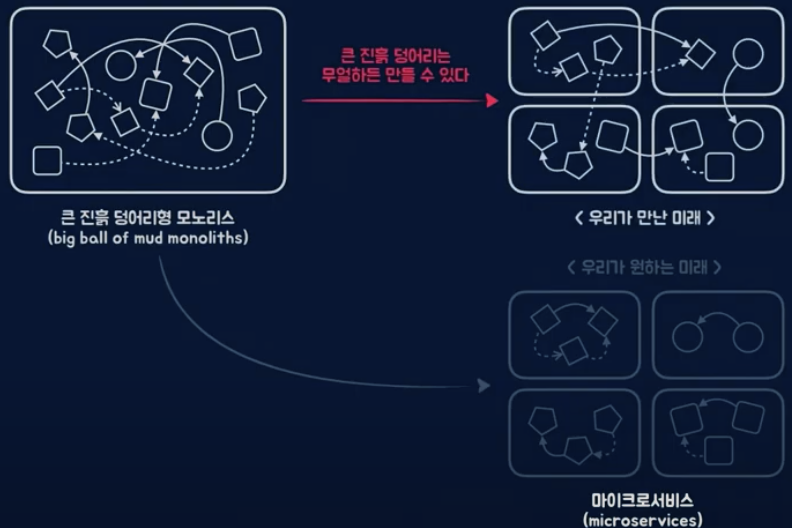 큰 진흙 덩어리는
무얼하든 만들 수 있다
큰 진흙 덩어리형 모노리스
(big ball of mud monoliths)
< 우리가 만난 미래 >
< 우리가 원하는 미래 >
마이크로서비스
(microservices)